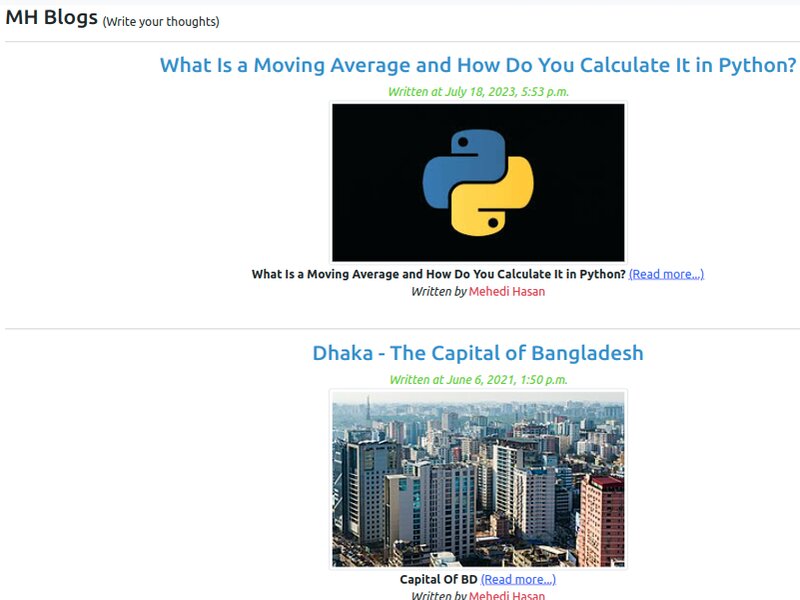 MH Blogs (Write your thoughts)
What Is a Moving Average and How Do You Calculate It in Python?
Written at July 18, 2023, 5:53 p.m.
What Is a Moving Average and How Do You Calculate It in Python? (Read more...)
Written by Mehedi Hasan
Dhaka - The Capital of Bangladesh
Written at June 6, 2021, 1:50 p.m.
Capital Of BD (Read more...)
Written by Mehedi Hasan